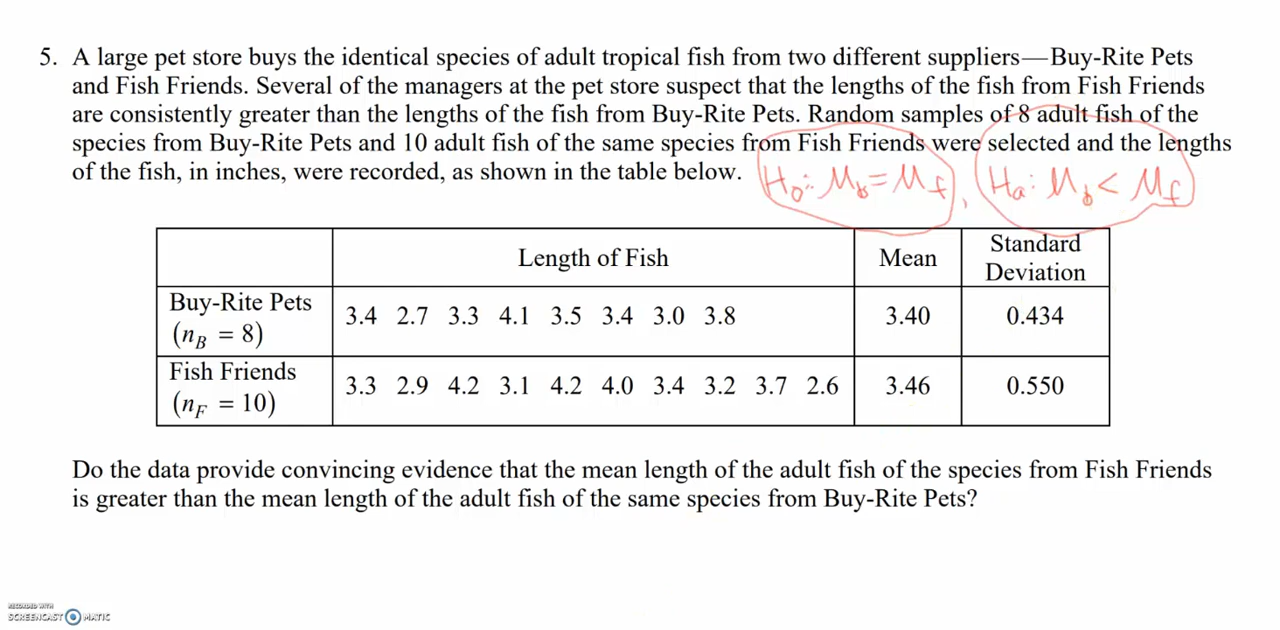 5. A large pet store buys the identical species of adult tropical fish from two different suppliers—Buy-Rite Pets
and Fish Friends. Several of the managers at the pet store suspect that the lengths of the fish from Fish Friends
are consistently greater than the lengths of the fish from Buy-Rite Pets. Random samples of 8 adult fish of the
species from Buy-Rite Pets and 10 adult fish of the same species from Fish Friends were selected and the lengths
of the fish, in inches, were recorded, as shown in the table below.
H₀: μ_b = μ_f, Hₐ: μ_b < μ_f
Length of Fish Mean Standard Deviation
Buy-Rite Pets (n_B = 8) 3.4 2.7 3.3 4.1 3.5 3.4 3.0 3.8 3.40 0.434
Fish Friends (n_F = 10) 3.3 2.9 4.2 3.1 4.2 4.0 3.4 3.2 3.7 2.6 3.46 0.550
Do the data provide convincing evidence that the mean length of the adult fish of the species from Fish Friends
is greater than the mean length of the adult fish of the same species from Buy-Rite Pets?
RECORDED WITH
SCREENCAST MATIC